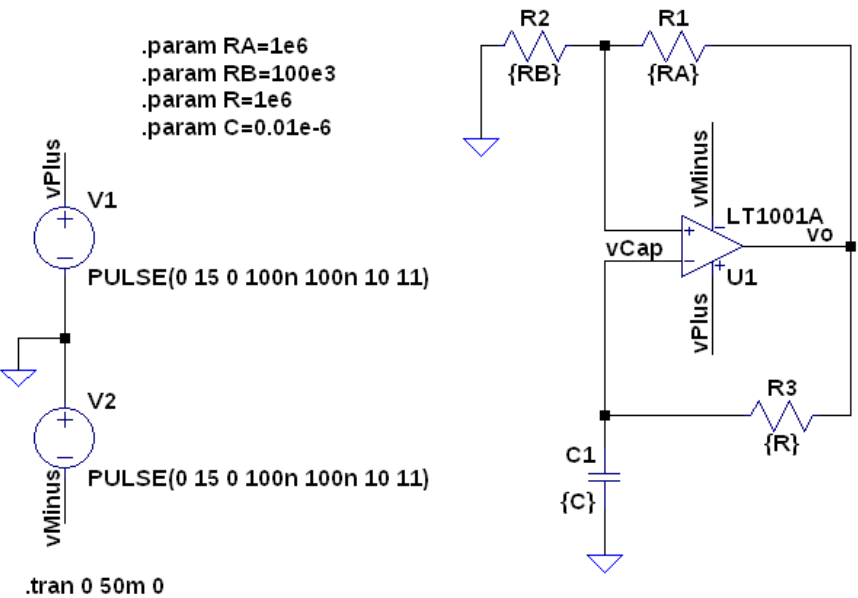 .param RA=1e6
.param RB=100e3
.param R=1e6
.param C=0.01e-6
vPlus
V1
+
−
PULSE(0 15 0 100n 100n 10 11)
V2
+
−
PULSE(0 15 0 100n 100n 10 11)
vMinus
.tran 0 50m 0
R2
{RB}
R1
{RA}
vMinus
LT1001A
vo
+
−
−
+
vCap
U1
vPlus
R3
{R}
C1
{C}